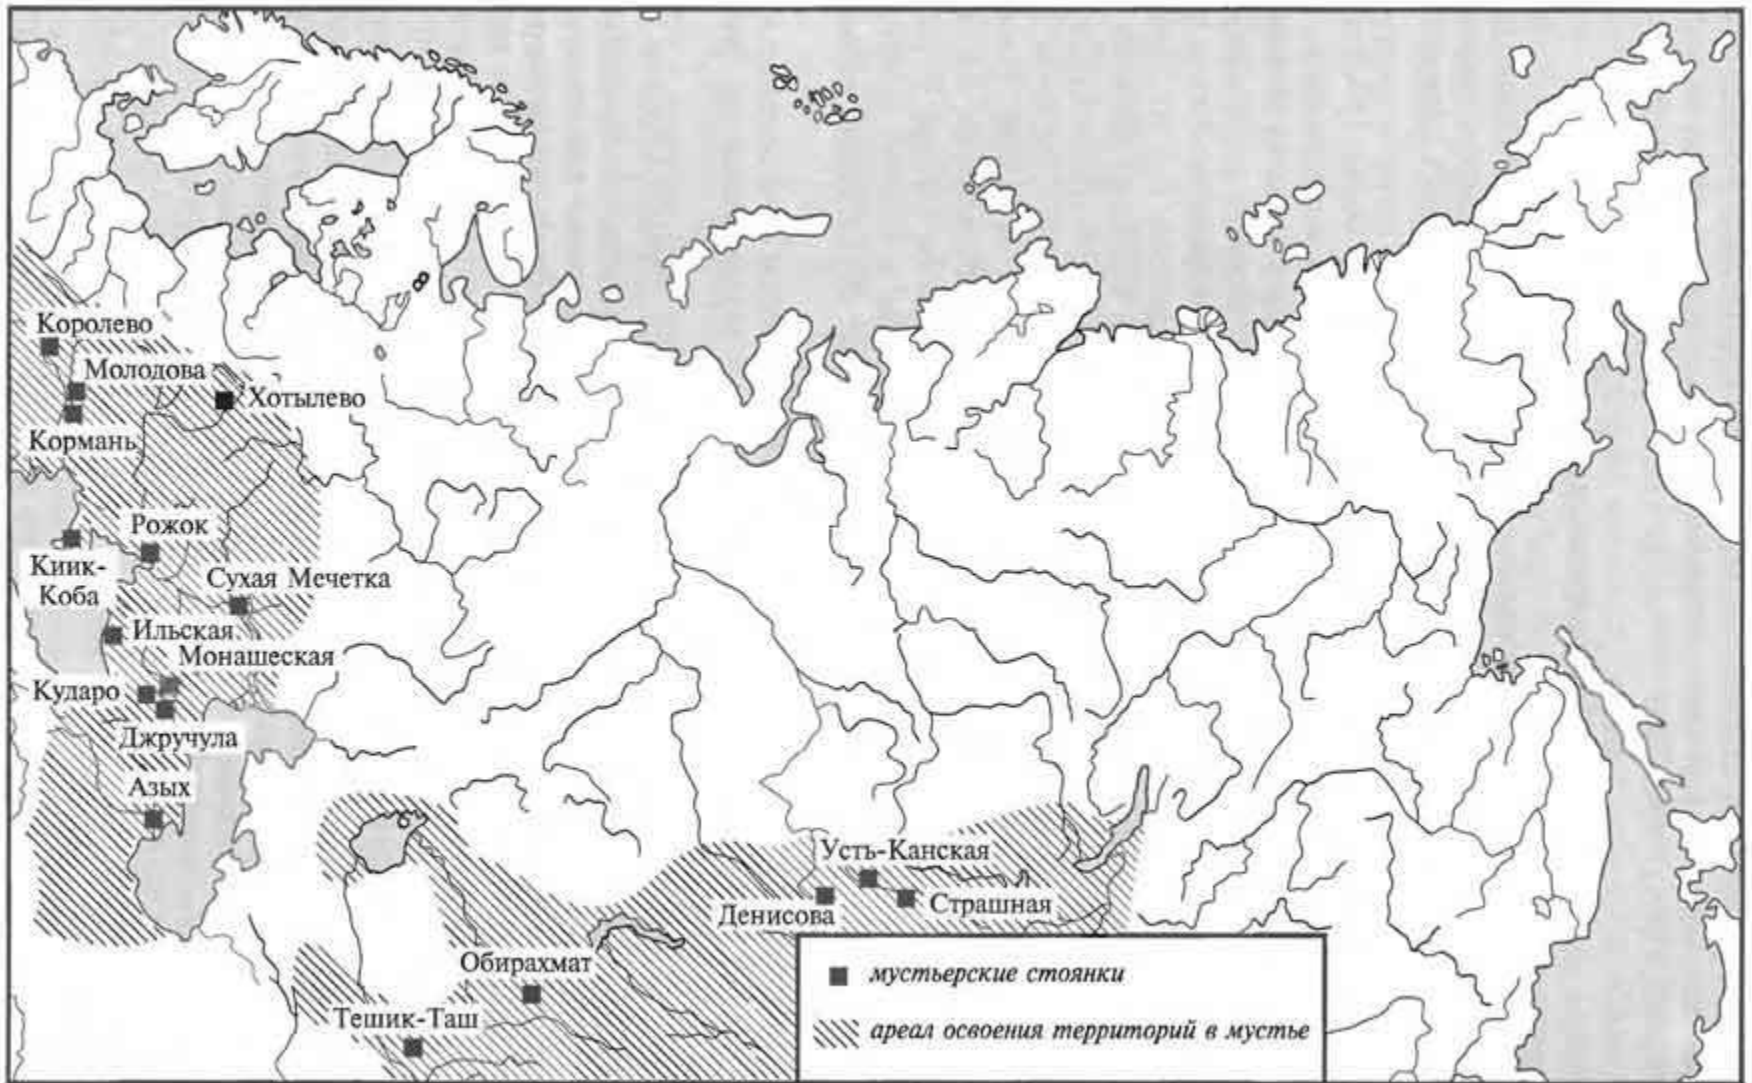 Королево
Молодова
Хотылево
Кормань
Рожок
Киик-
Коба
Сухая Мечетка
Ильская
Монашеская
Кударо
Джручула
Азых
Усть-Канская
Денисова
Страшная
Обирахмат
Тешик-Таш
мустьерские стоянки
ареал освоения территорий в мустье